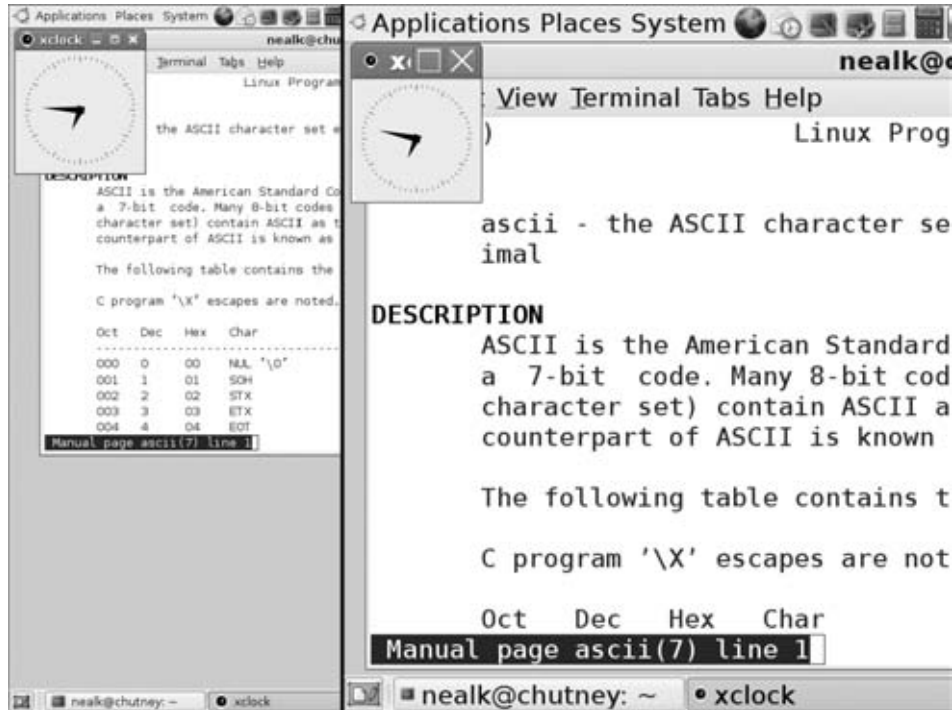 Applications Places System
xclock
nealk@chu
Terminal Tabs Help
Linux Program
the ASCII character set e
DESCRIPTION
ASCII is the American Standard Co
a 7-bit code. Many 8-bit codes
character set) contain ASCII as t
counterpart of ASCII is known as
The following table contains the
C program '\X' escapes are noted.
Oct Dec Hex Char
000 0 00 NUL '\0'
001 1 01 SOH
002 2 02 STX
003 3 03 ETX
004 4 04 EOT
Manual page ascii(7) line 1
nealk@chutney: ~
xclock
Applications Places System
nealk@c
View Terminal Tabs Help
) Linux Prog
ascii - the ASCII character se
imal
DESCRIPTION
ASCII is the American Standard
a 7-bit code. Many 8-bit cod
character set) contain ASCII a
counterpart of ASCII is known
The following table contains t
C program '\X' escapes are not
Oct Dec Hex Char
Manual page ascii(7) line 1
nealk@chutney: ~
xclock